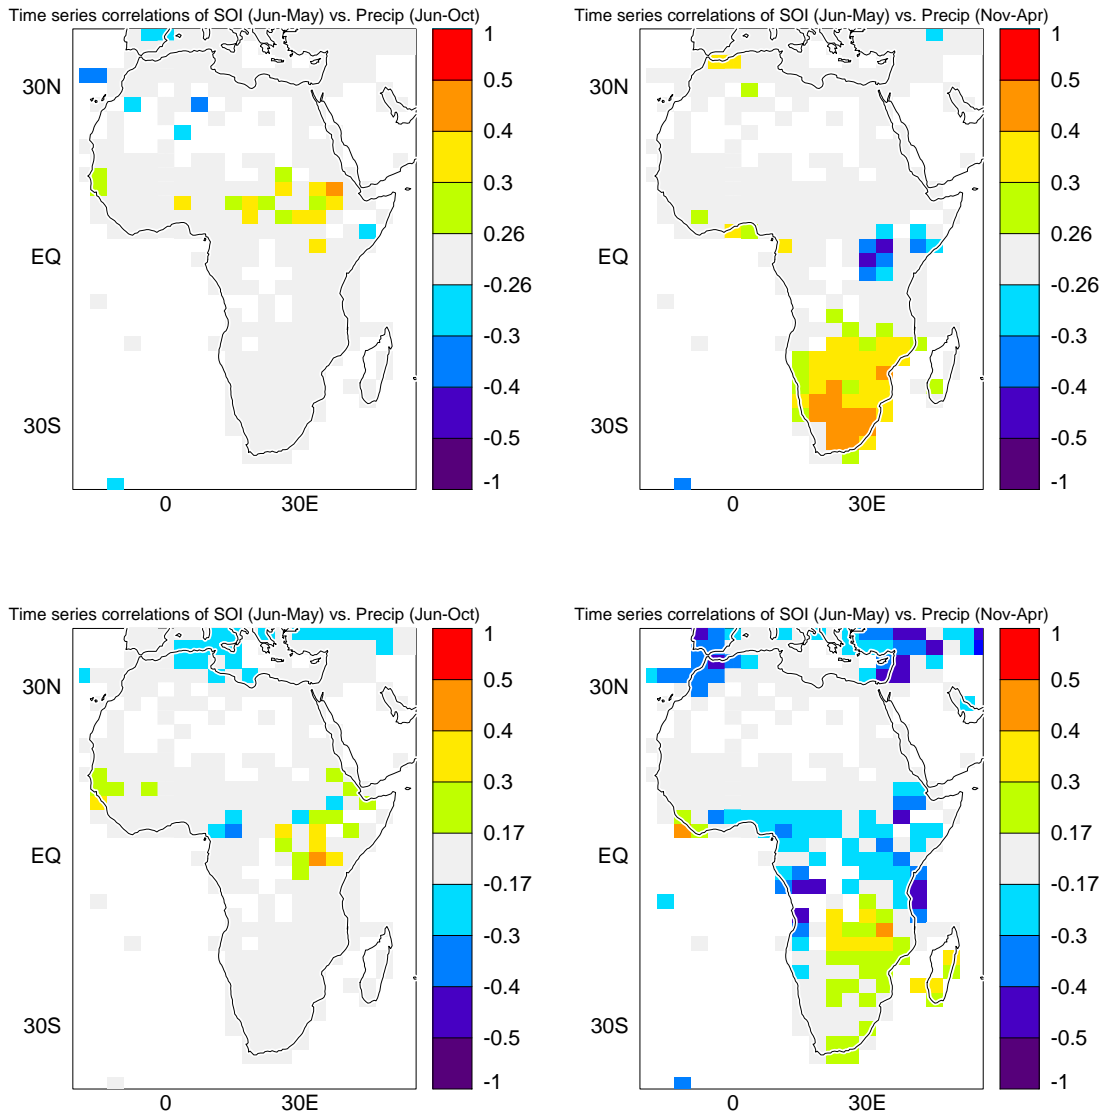 Time series correlations of SOI (Jun-May) vs. Precip (Jun-Oct)
30N
EQ
30S
0 30E
1
0.5
0.4
0.3
0.26
-0.26
-0.3
-0.4
-0.5
-1
Time series correlations of SOI (Jun-May) vs. Precip (Nov-Apr)
30N
EQ
30S
0 30E
1
0.5
0.4
0.3
0.26
-0.26
-0.3
-0.4
-0.5
-1
Time series correlations of SOI (Jun-May) vs. Precip (Jun-Oct)
30N
EQ
30S
0 30E
1
0.5
0.4
0.3
0.17
-0.17
-0.3
-0.4
-0.5
-1
Time series correlations of SOI (Jun-May) vs. Precip (Nov-Apr)
30N
EQ
30S
0 30E
1
0.5
0.4
0.3
0.17
-0.17
-0.3
-0.4
-0.5
-1